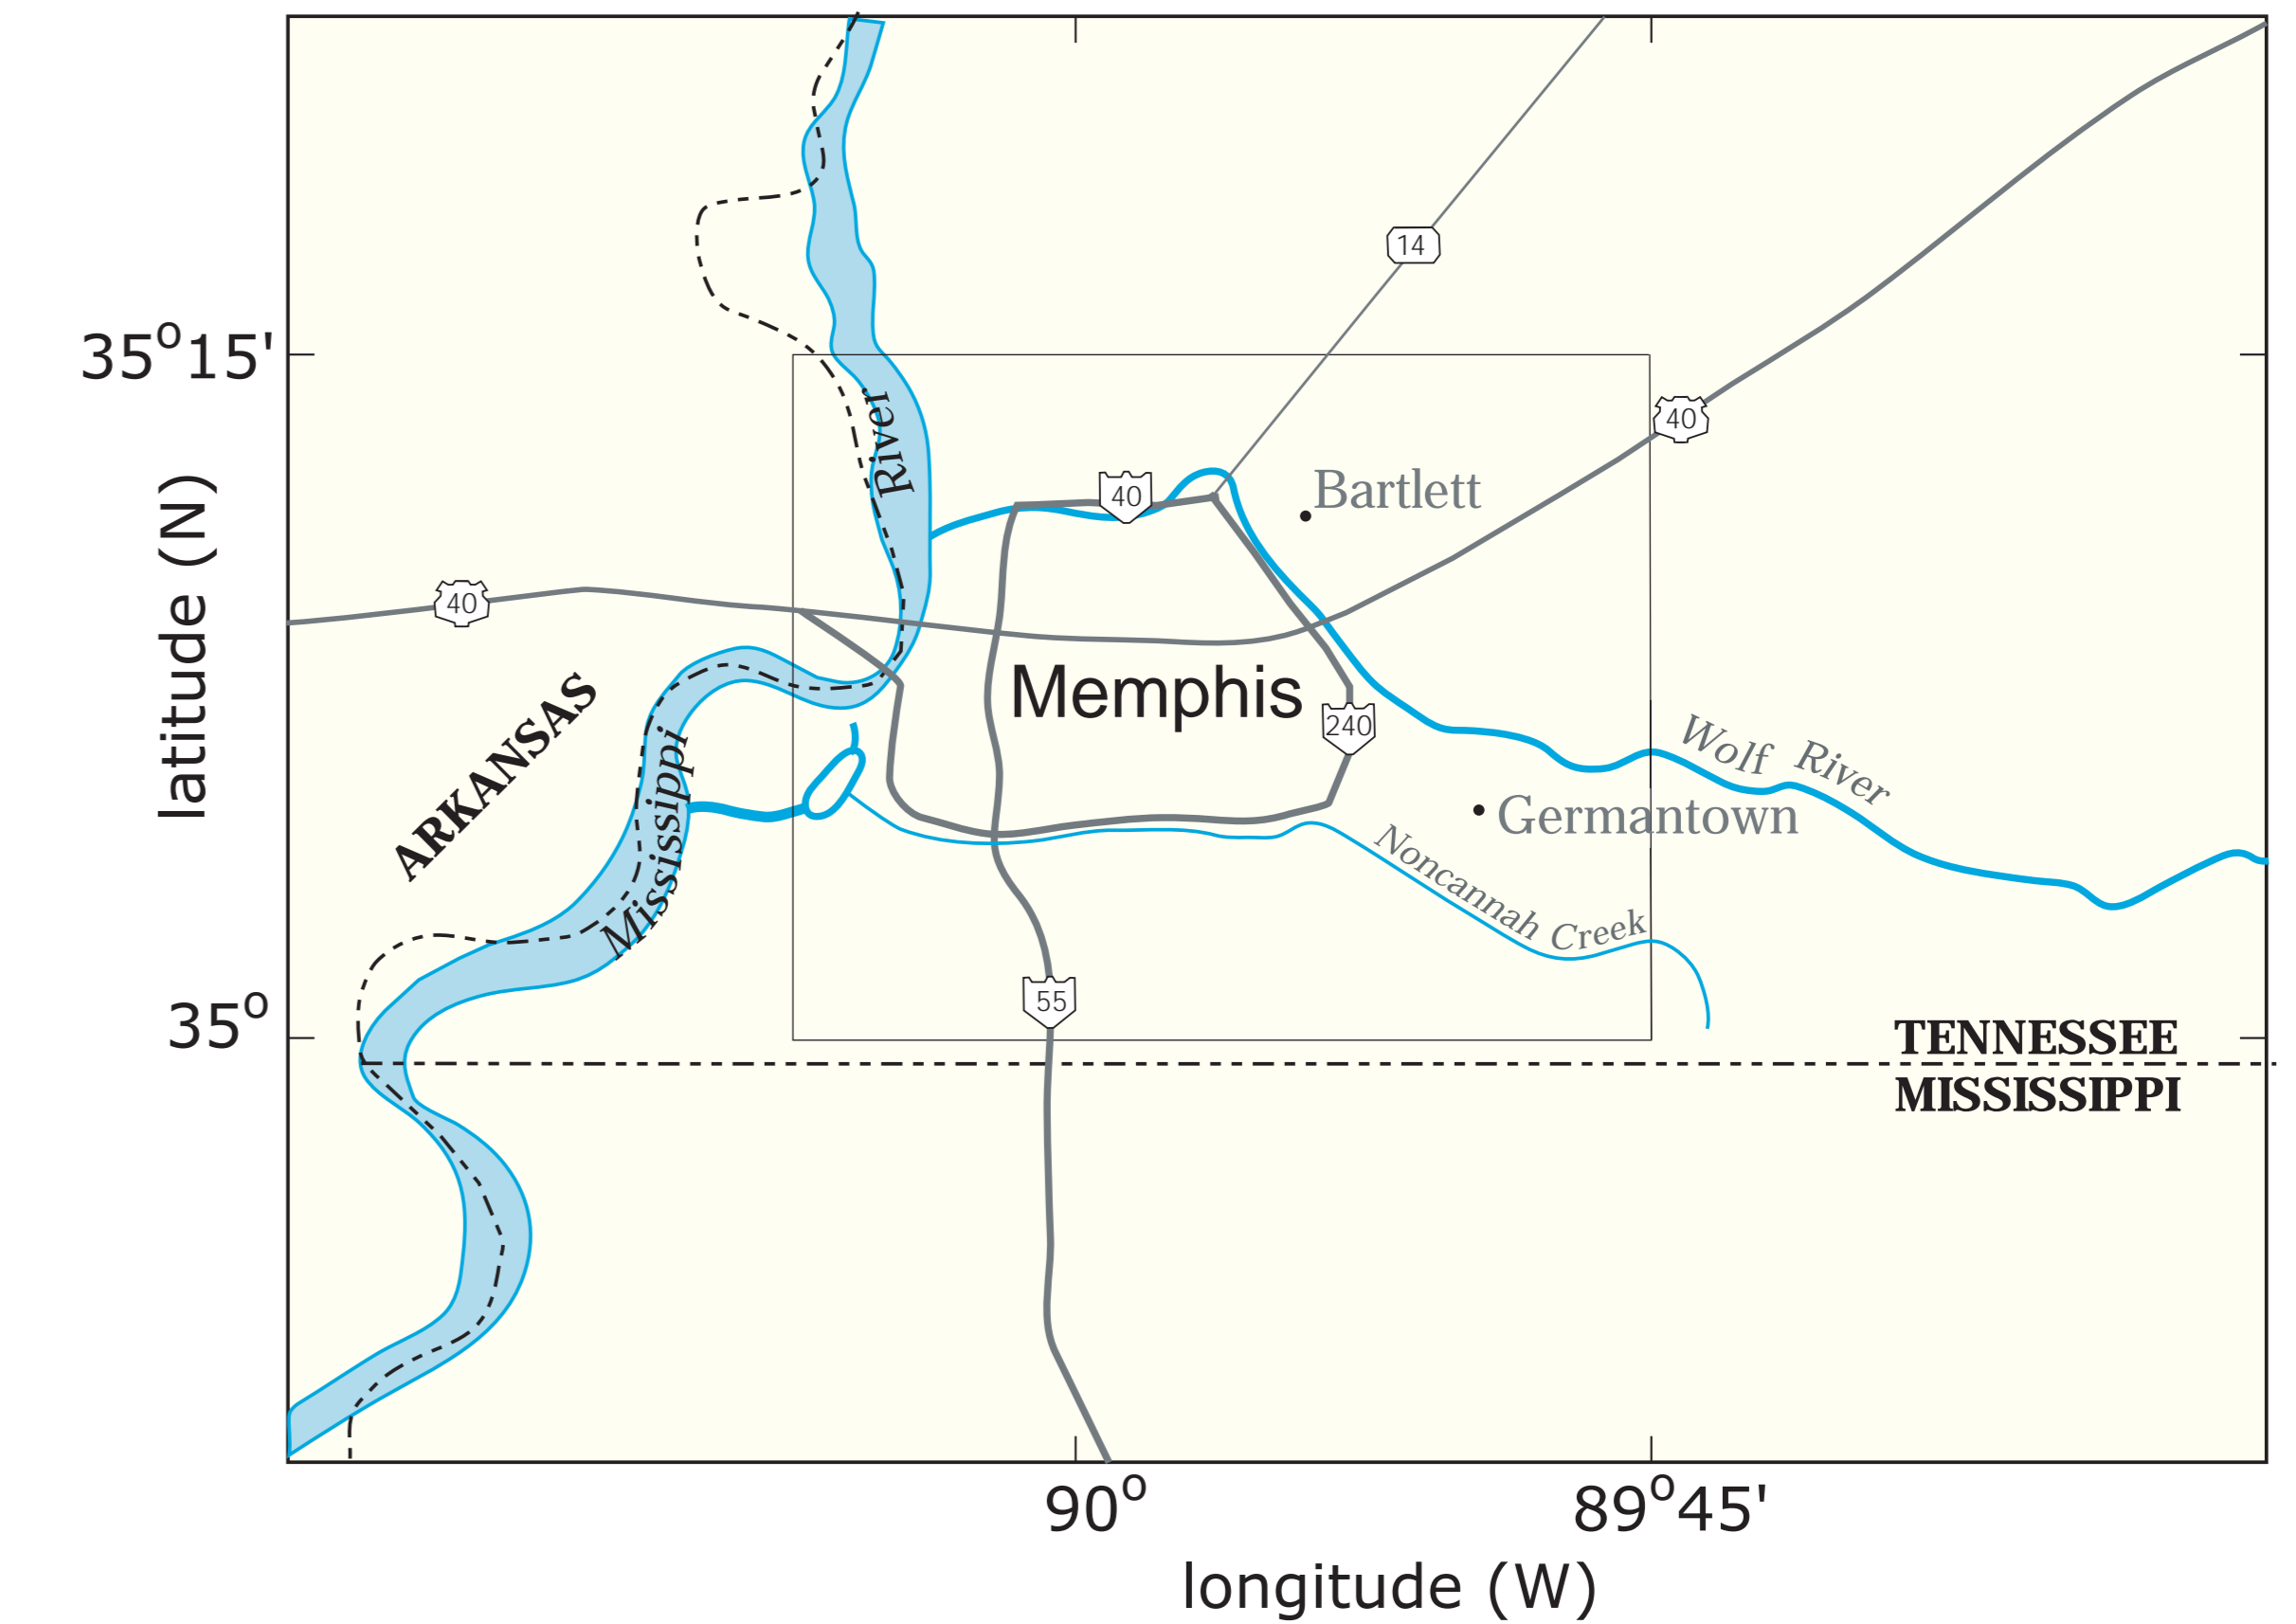 14
35°15'
River
40
40
Bartlett
latitude (N)
40
ARKANSAS
Memphis
240
Wolf River
Mississippi
Germantown
Noncannah Creek
35°
55
TENNESSEE
MISSISSIPPI
90°
89°45'
longitude (W)